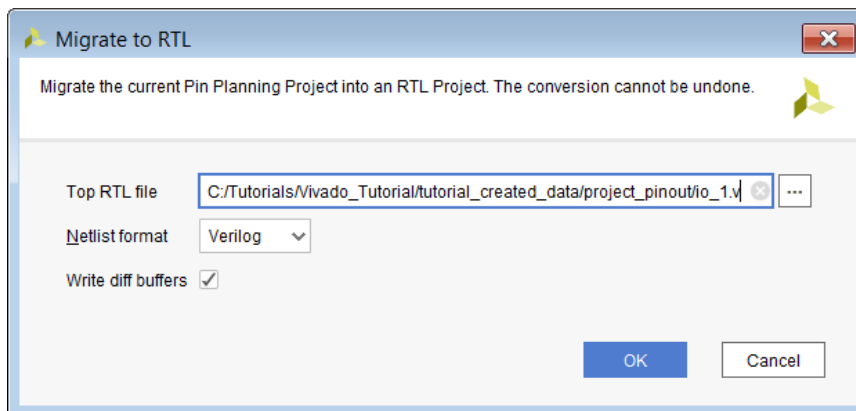 Migrate to RTL
Migrate the current Pin Planning Project into an RTL Project. The conversion cannot be undone.
Top RTL file C:/Tutorials/Vivado_Tutorial/tutorial_created_data/project_pinout/io_1.v ...
Netlist format Verilog
Write diff buffers
OK Cancel